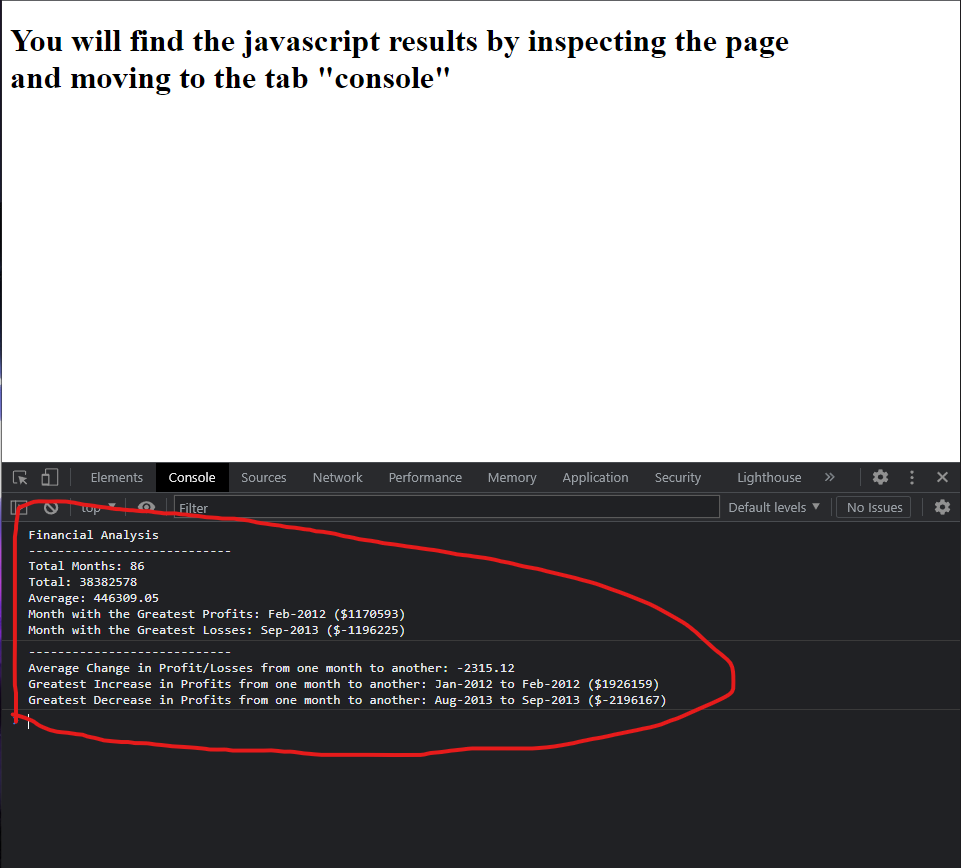 You will find the javascript results by inspecting the page
and moving to the tab "console"
Elements Console Sources Network Performance Memory Application Security Lighthouse
top Filter Default levels No Issues
Financial Analysis
----------------------------
Total Months: 86
Total: 38382578
Average: 446309.05
Month with the Greatest Profits: Feb-2012 ($1170593)
Month with the Greatest Losses: Sep-2013 ($-1196225)
----------------------------
Average Change in Profit/Losses from one month to another: -2315.12
Greatest Increase in Profits from one month to another: Jan-2012 to Feb-2012 ($1926159)
Greatest Decrease in Profits from one month to another: Aug-2013 to Sep-2013 ($-2196167)